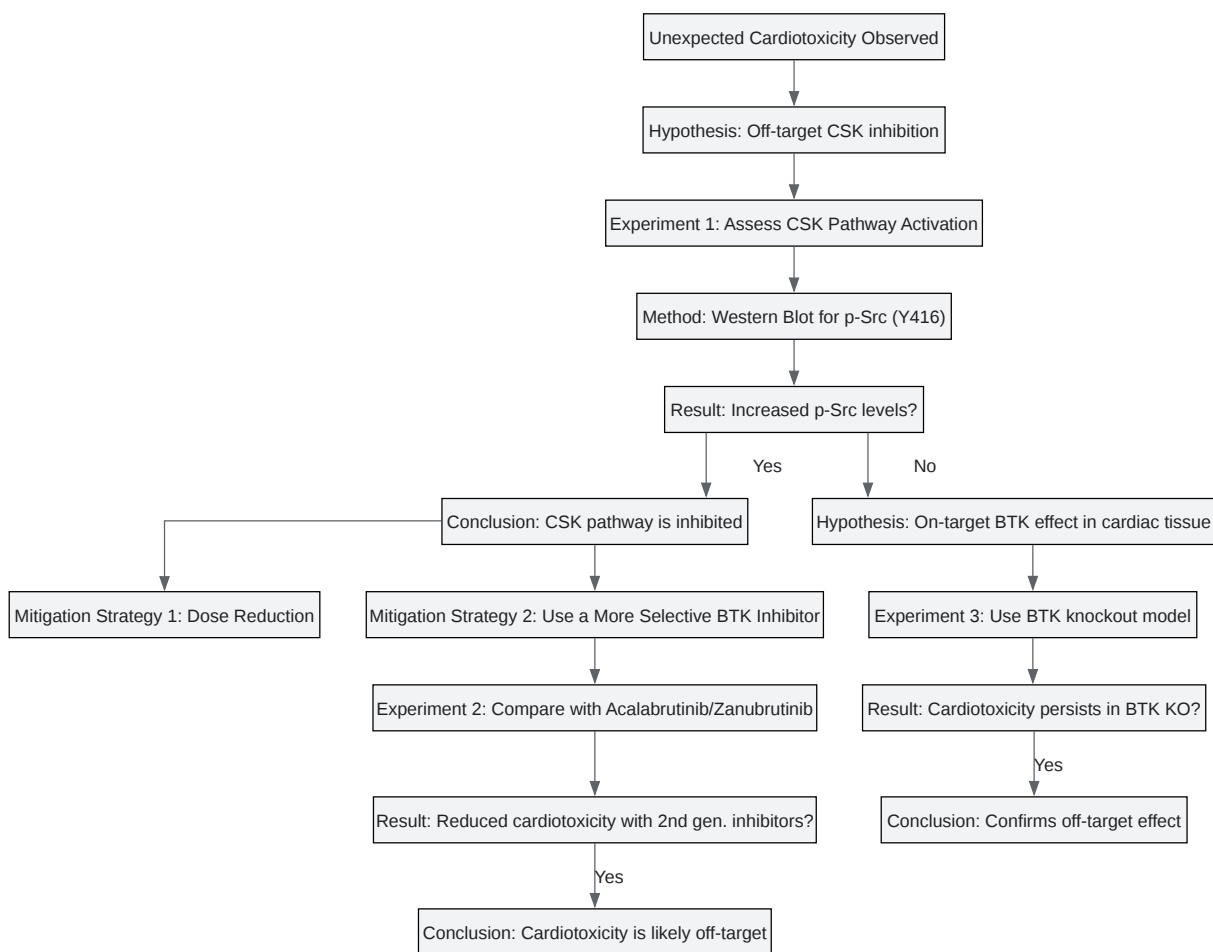 Unexpected Cardiotoxicity Observed
Hypothesis: Off-target CSK inhibition
Experiment 1: Assess CSK Pathway Activation
Method: Western Blot for p-Src (Y416)
Result: Increased p-Src levels?
Yes
No
Conclusion: CSK pathway is inhibited
Hypothesis: On-target BTK effect in cardiac tissue
Mitigation Strategy 1: Dose Reduction
Mitigation Strategy 2: Use a More Selective BTK Inhibitor
Experiment 3: Use BTK knockout model
Experiment 2: Compare with Acalabrutinib/Zanubrutinib
Result: Cardiotoxicity persists in BTK KO?
Yes
Result: Reduced cardiotoxicity with 2nd gen. inhibitors?
Conclusion: Confirms off-target effect
Yes
Conclusion: Cardiotoxicity is likely off-target